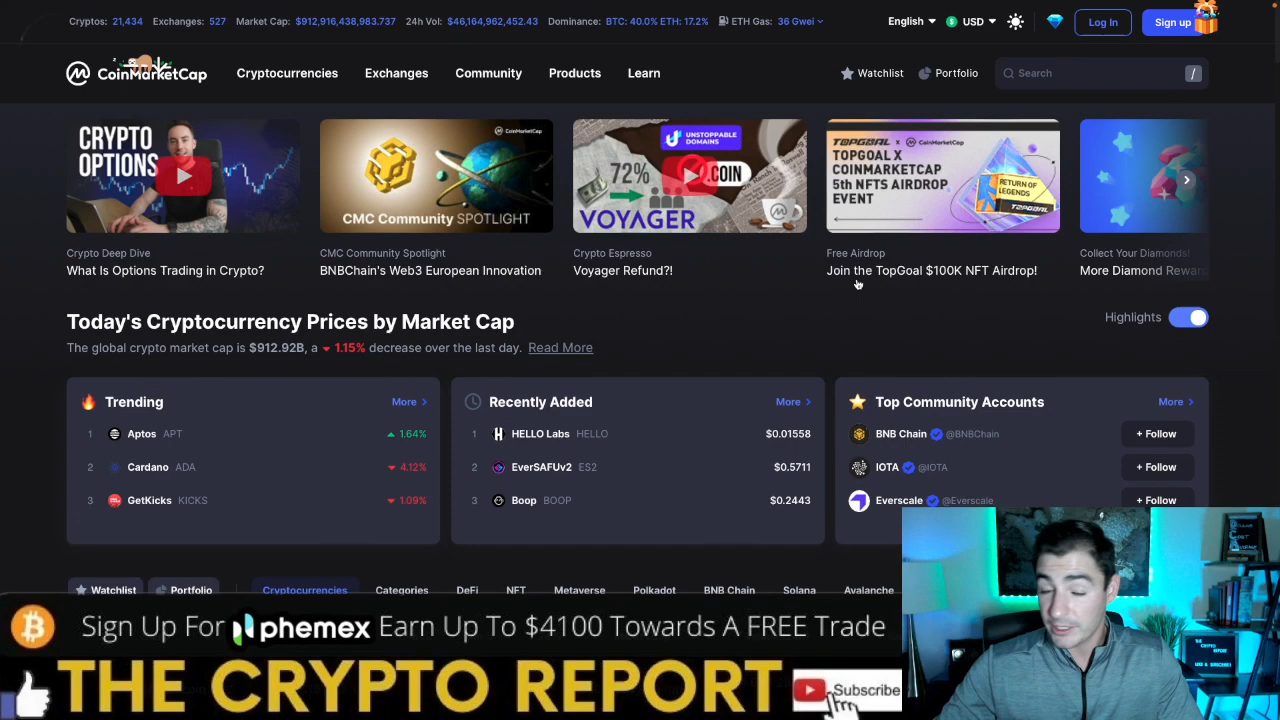 Cryptos: 21,434 Exchanges: 527 Market Cap: $912,916,438,983.737 24h Vol: $46,164,962,452.43 Dominance: BTC: 40.0% ETH: 17.2% ETH Gas: 36 Gwei
English USD Log In Sign up
CoinMarketCap Cryptocurrencies Exchanges Community Products Learn Watchlist Portfolio Search /
CRYPTO
OPTIONS
CoinMarketCap
CMC Community SPOTLIGHT
UNSTOPPABLE
DOMAINS
72% .COIN
VOYAGER
TOPGOAL x CoinMarketCap
TOPGOAL X
COINMARKETCAP
5th NFTS AIRDROP
EVENT
RETURN OF
LEGENDS
TOPGOAL
Crypto Deep Dive
What Is Options Trading in Crypto?
CMC Community Spotlight
BNBChain's Web3 European Innovation
Crypto Espresso
Voyager Refund?!
Free Airdrop
Join the TopGoal $100K NFT Airdrop!
Collect Your Diamonds!
More Diamond
Today's Cryptocurrency Prices by Market Cap
Highlights
The global crypto market cap is $912.92B, a 1.15% decrease over the last day. Read More
Trending More
1 Aptos APT 1.64%
2 Cardano ADA 4.12%
3 GetKicks KICKS 1.09%
Recently Added More
1 HELLO Labs HELLO $0.01558
2 EverSAFUv2 ES2 $0.5711
3 Boop BOOP $0.2443
Top Community Accounts More
BNB Chain @BNBChain + Follow
IOTA @IOTA + Follow
Everscale @Everscale + Follow
Watchlist Portfolio Cryptocurrencies Categories DeFi NFT Metaverse Polkadot BNB Chain Solana Avalanche
Sign Up For phemex Earn Up To $4100 Towards A FREE Trade
THE CRYPTO REPORT Subscribe